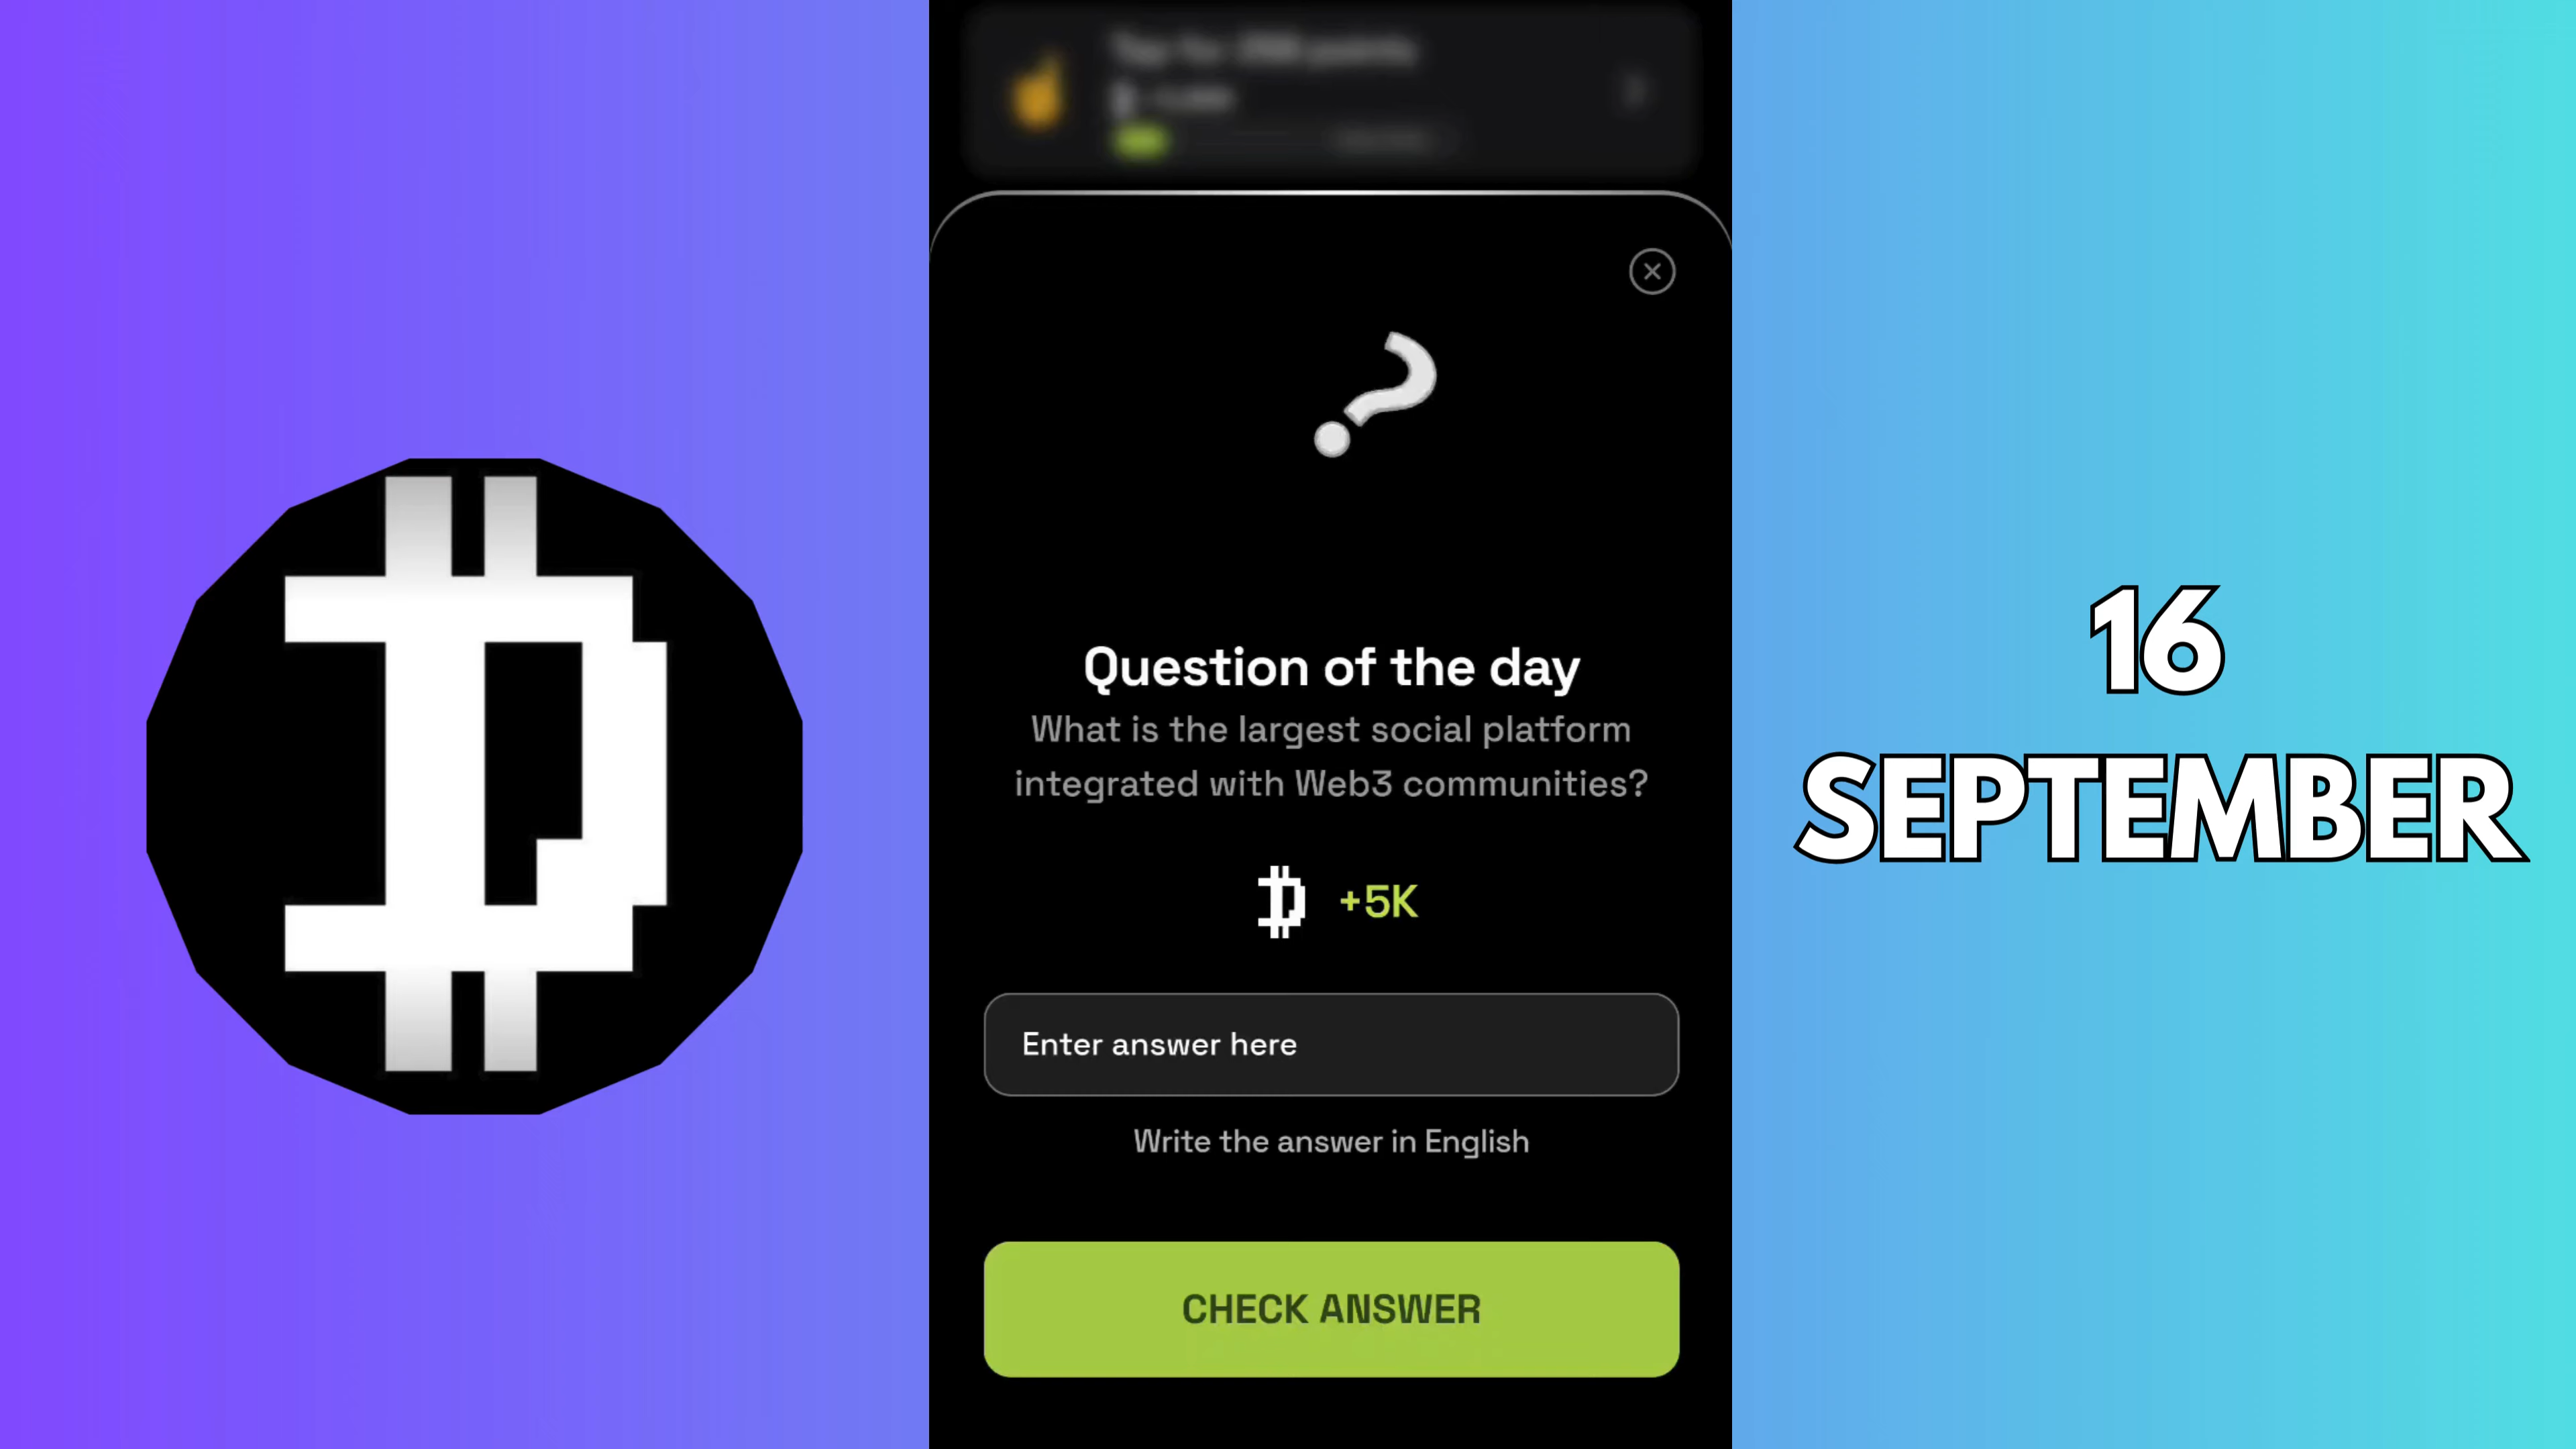 Question of the day
What is the largest social platform
integrated with Web3 communities?
+5K
Enter answer here
Write the answer in English
CHECK ANSWER
16
SEPTEMBER